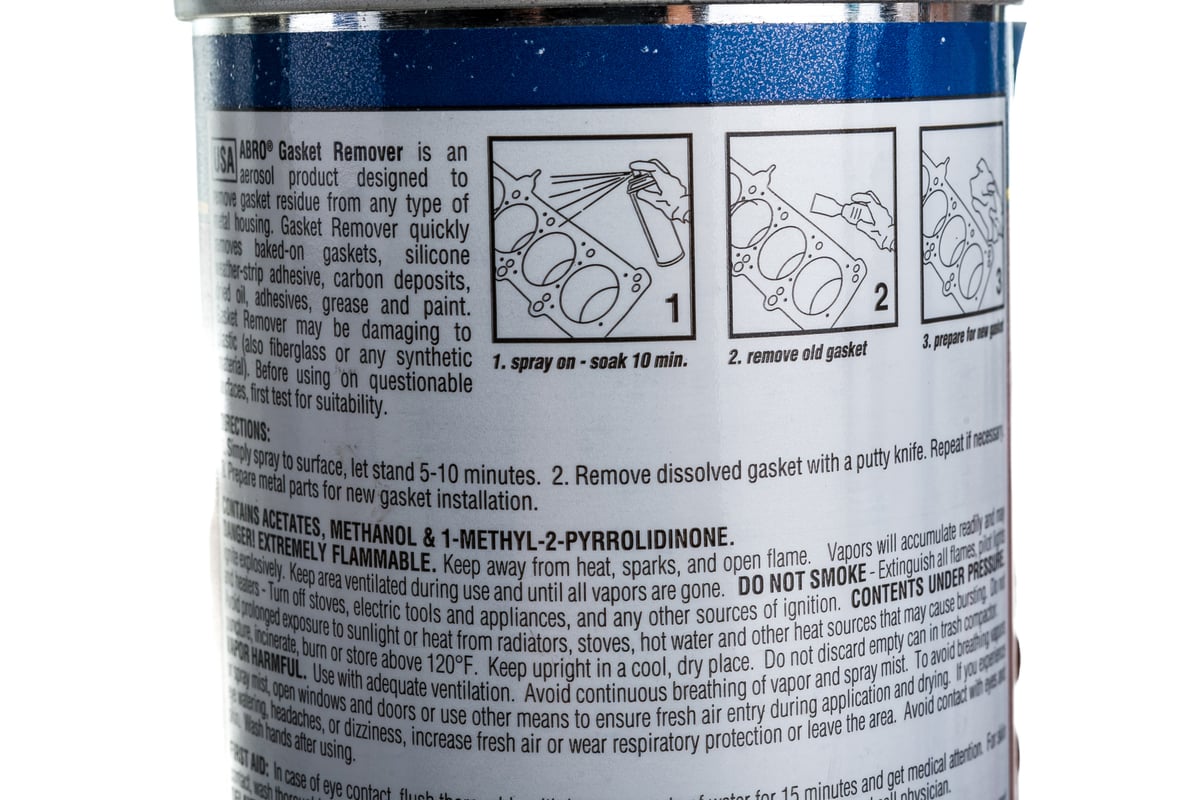 USA ABRO® Gasket Remover is an
aerosol product designed to
gasket residue from any type of
housing. Gasket Remover quickly
baked-on gaskets, silicone
adhesive, carbon deposits,
oil, adhesives, grease and paint.
Remover may be damaging to
(also fiberglass or any synthetic
Before using on questionable
first test for suitability.
1
1. spray on - soak 10 min.
2
2. remove old gasket
3
3. prepare for new gasket
Simply spray to surface, let stand 5-10 minutes. 2. Remove dissolved gasket with a putty knife. Repeat if necessary.
Prepare metal parts for new gasket installation.
CONTAINS ACETATES, METHANOL & 1-METHYL-2-PYRROLIDINONE.
DANGER! EXTREMELY FLAMMABLE. Keep away from heat, sparks, and open flame. Vapors will accumulate readily and may
explosively. Keep area ventilated during use and until all vapors are gone. DO NOT SMOKE - Extinguish all flames, pilot lights
and heaters - Turn off stoves, electric tools and appliances, and any other sources of ignition. CONTENTS UNDER PRESSURE.
prolonged exposure to sunlight or heat from radiators, stoves, hot water and other heat sources that may cause bursting. Do not
incinerate, burn or store above 120°F. Keep upright in a cool, dry place. Do not discard empty can in trash compactor.
VAPOR HARMFUL. Use with adequate ventilation. Avoid continuous breathing of vapor and spray mist. To avoid breathing vapors
or spray mist, open windows and doors or use other means to ensure fresh air entry during application and drying. If you experience
watering, headaches, or dizziness, increase fresh air or wear respiratory protection or leave the area. Avoid contact with eyes and
Wash hands after using.
FIRST AID: In case of eye contact, flush water for 15 minutes and get medical attention. For skin
wash physician.